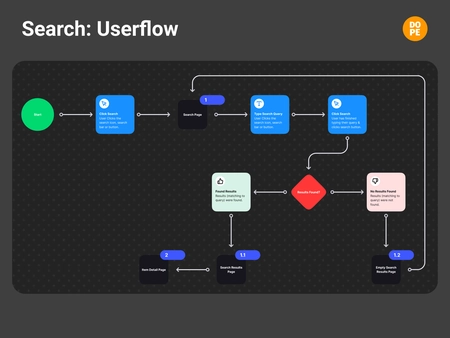 Search: Userflow
DO
PE
1
Start
Click Search
User Clicks the
search icon, search
bar or button.
Search Page
Type Search Query
User Clicks the
search icon, search
bar or button.
Click Search
User has finished
typing their query &
clicks search button.
Found Results
Results (matching to
query) were found.
Results Found?
No Results Found
Results (matching to
query) were not
found.
2
1.1
1.2
Item Detail Page
Search Results
Page
Empty Search
Results Page